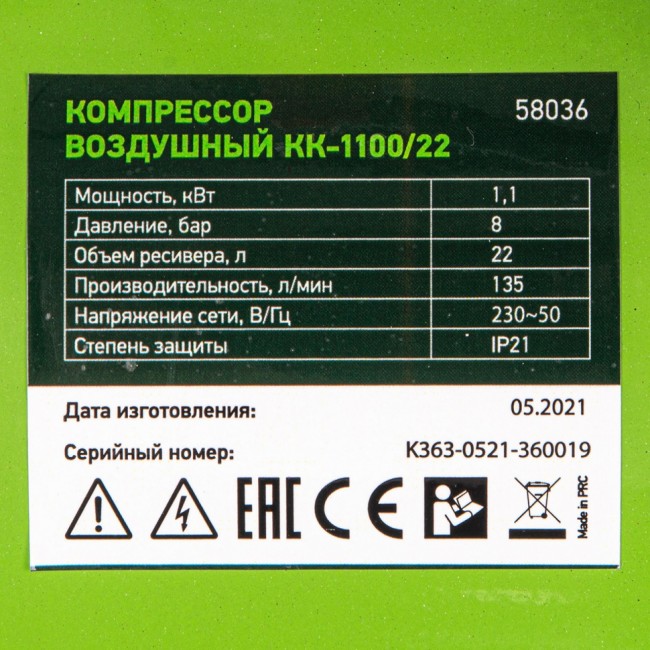 КОМПРЕССОР 58036
ВОЗДУШНЫЙ КК-1100/22
Мощность, кВт 1,1
Давление, бар 8
Объем ресивера, л 22
Производительность, л/мин 135
Напряжение сети, В/Гц 230~50
Степень защиты IP21
Дата изготовления: 05.2021
Серийный номер: К363-0521-360019
EAC CE
Made in PRC